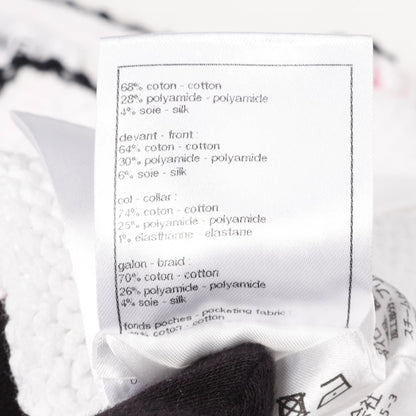 68% coton - cotton
28% polyamide - polyamide
4% soie - silk
devant - front :
64% coton - cotton
30% polyamide - polyamide
6% soie - silk
col - collar :
74% coton - cotton
25% polyamide - polyamide
1% elasthanne - elastane
galon - braid :
70% coton - cotton
26% polyamide - polyamide
4% soie - silk
fonds poches - pocketing fabric :
coton - cotton